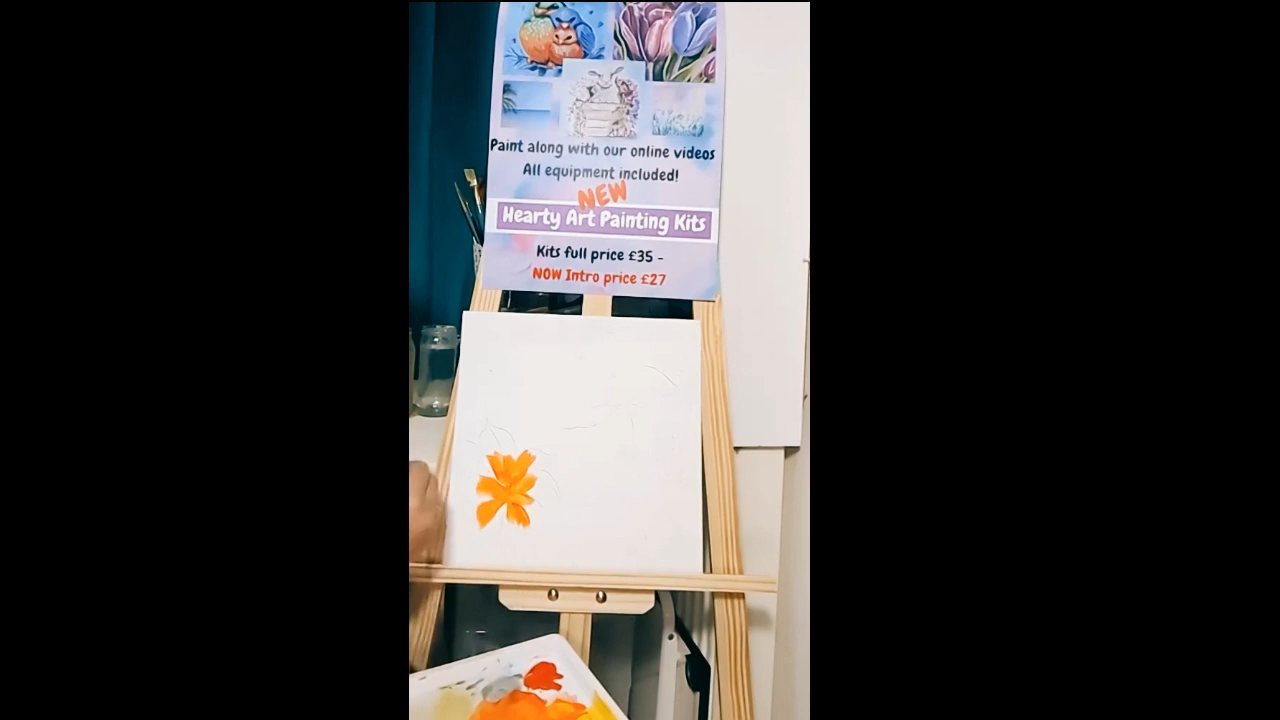 Paint along with our online videos
All equipment included!
NEW
Hearty Art Painting Kits
Kits full price £35 -
NOW Intro price £27